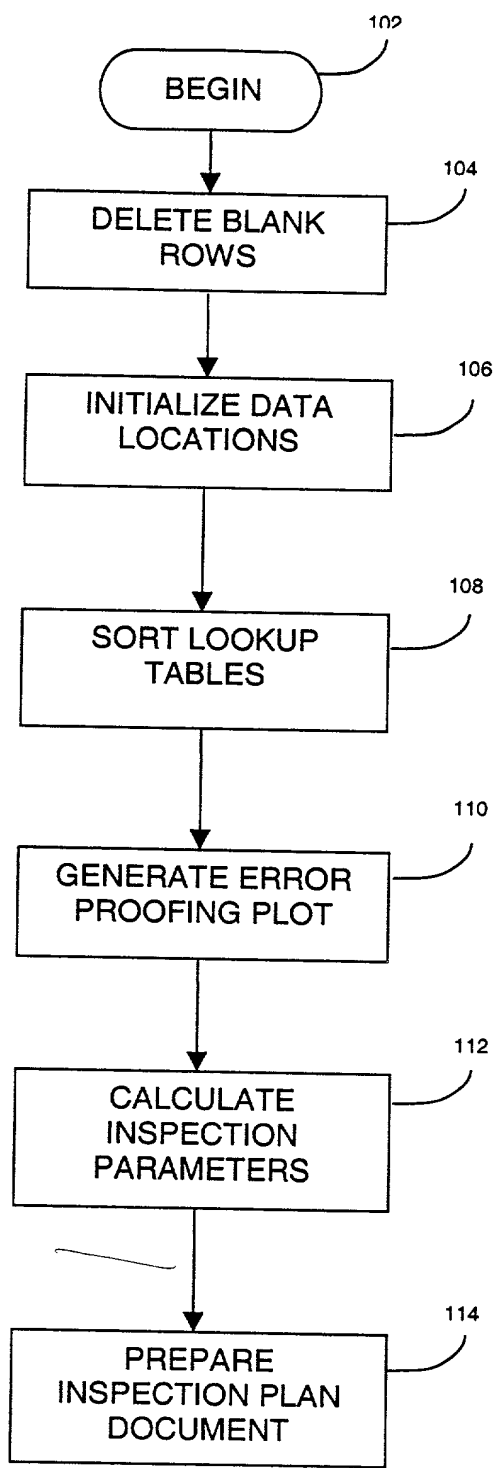 102
BEGIN
104
DELETE BLANK
ROWS
106
INITIALIZE DATA
LOCATIONS
108
SORT LOOKUP
TABLES
110
GENERATE ERROR
PROOFING PLOT
112
CALCULATE
INSPECTION
PARAMETERS
114
PREPARE
INSPECTION PLAN
DOCUMENT